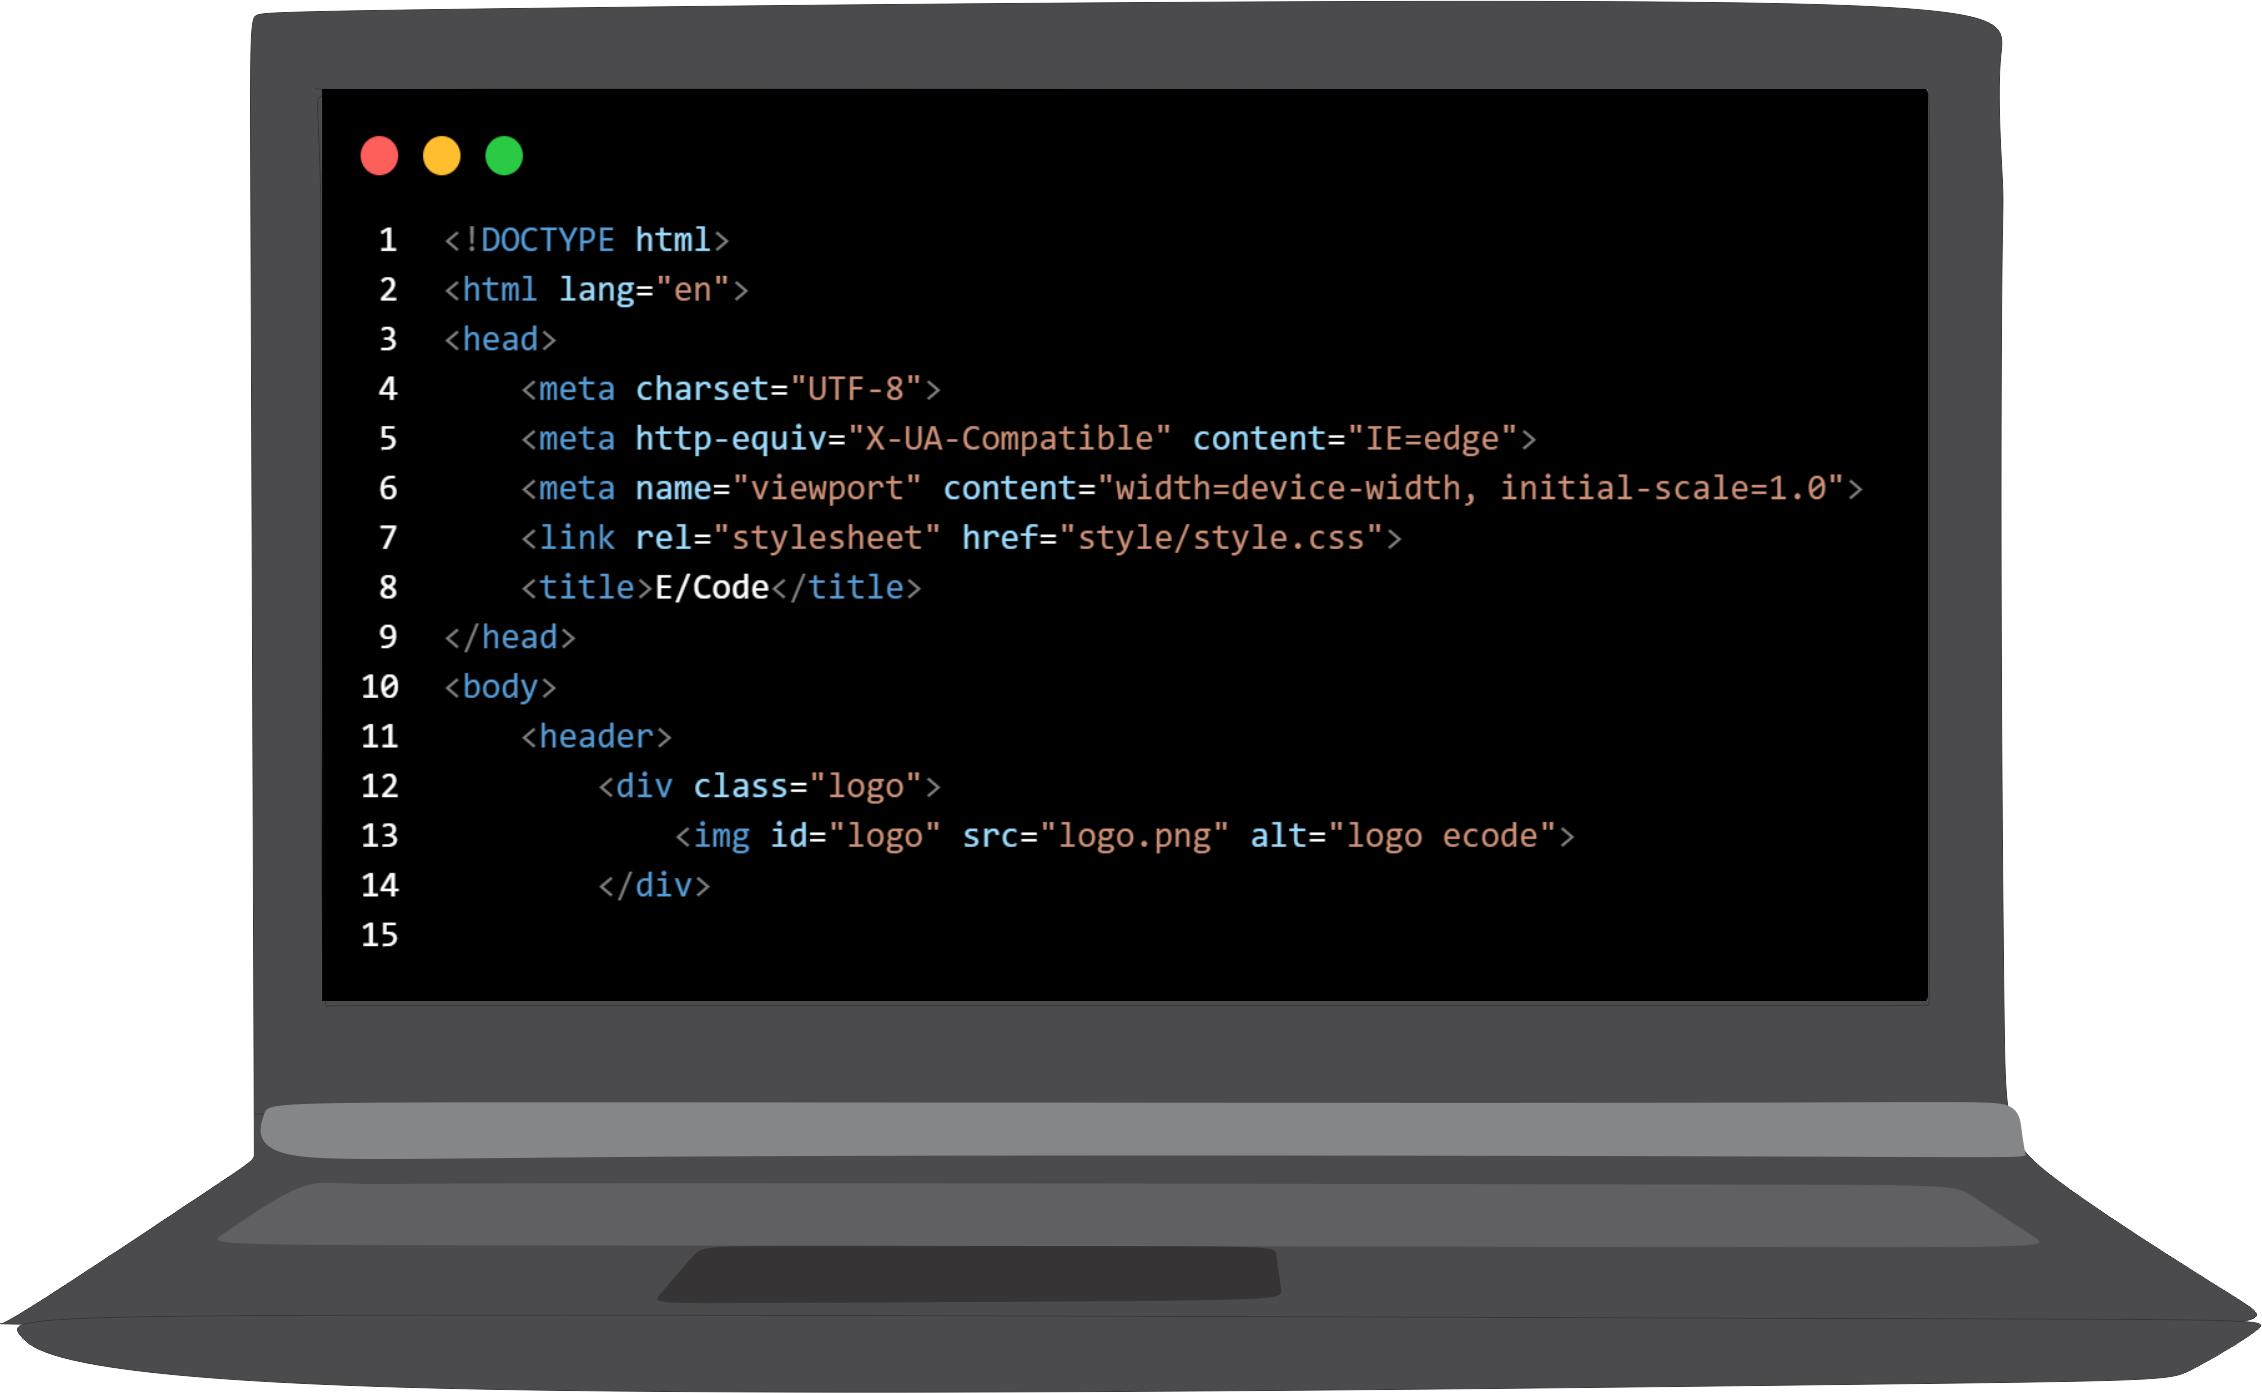 1 <!DOCTYPE html>
2 <html lang="en">
3 <head>
4     <meta charset="UTF-8">
5     <meta http-equiv="X-UA-Compatible" content="IE=edge">
6     <meta name="viewport" content="width=device-width, initial-scale=1.0">
7     <link rel="stylesheet" href="style/style.css">
8     <title>E/Code</title>
9 </head>
10 <body>
11     <header>
12         <div class="logo">
13             <img id="logo" src="logo.png" alt="logo ecode">
14         </div>
15